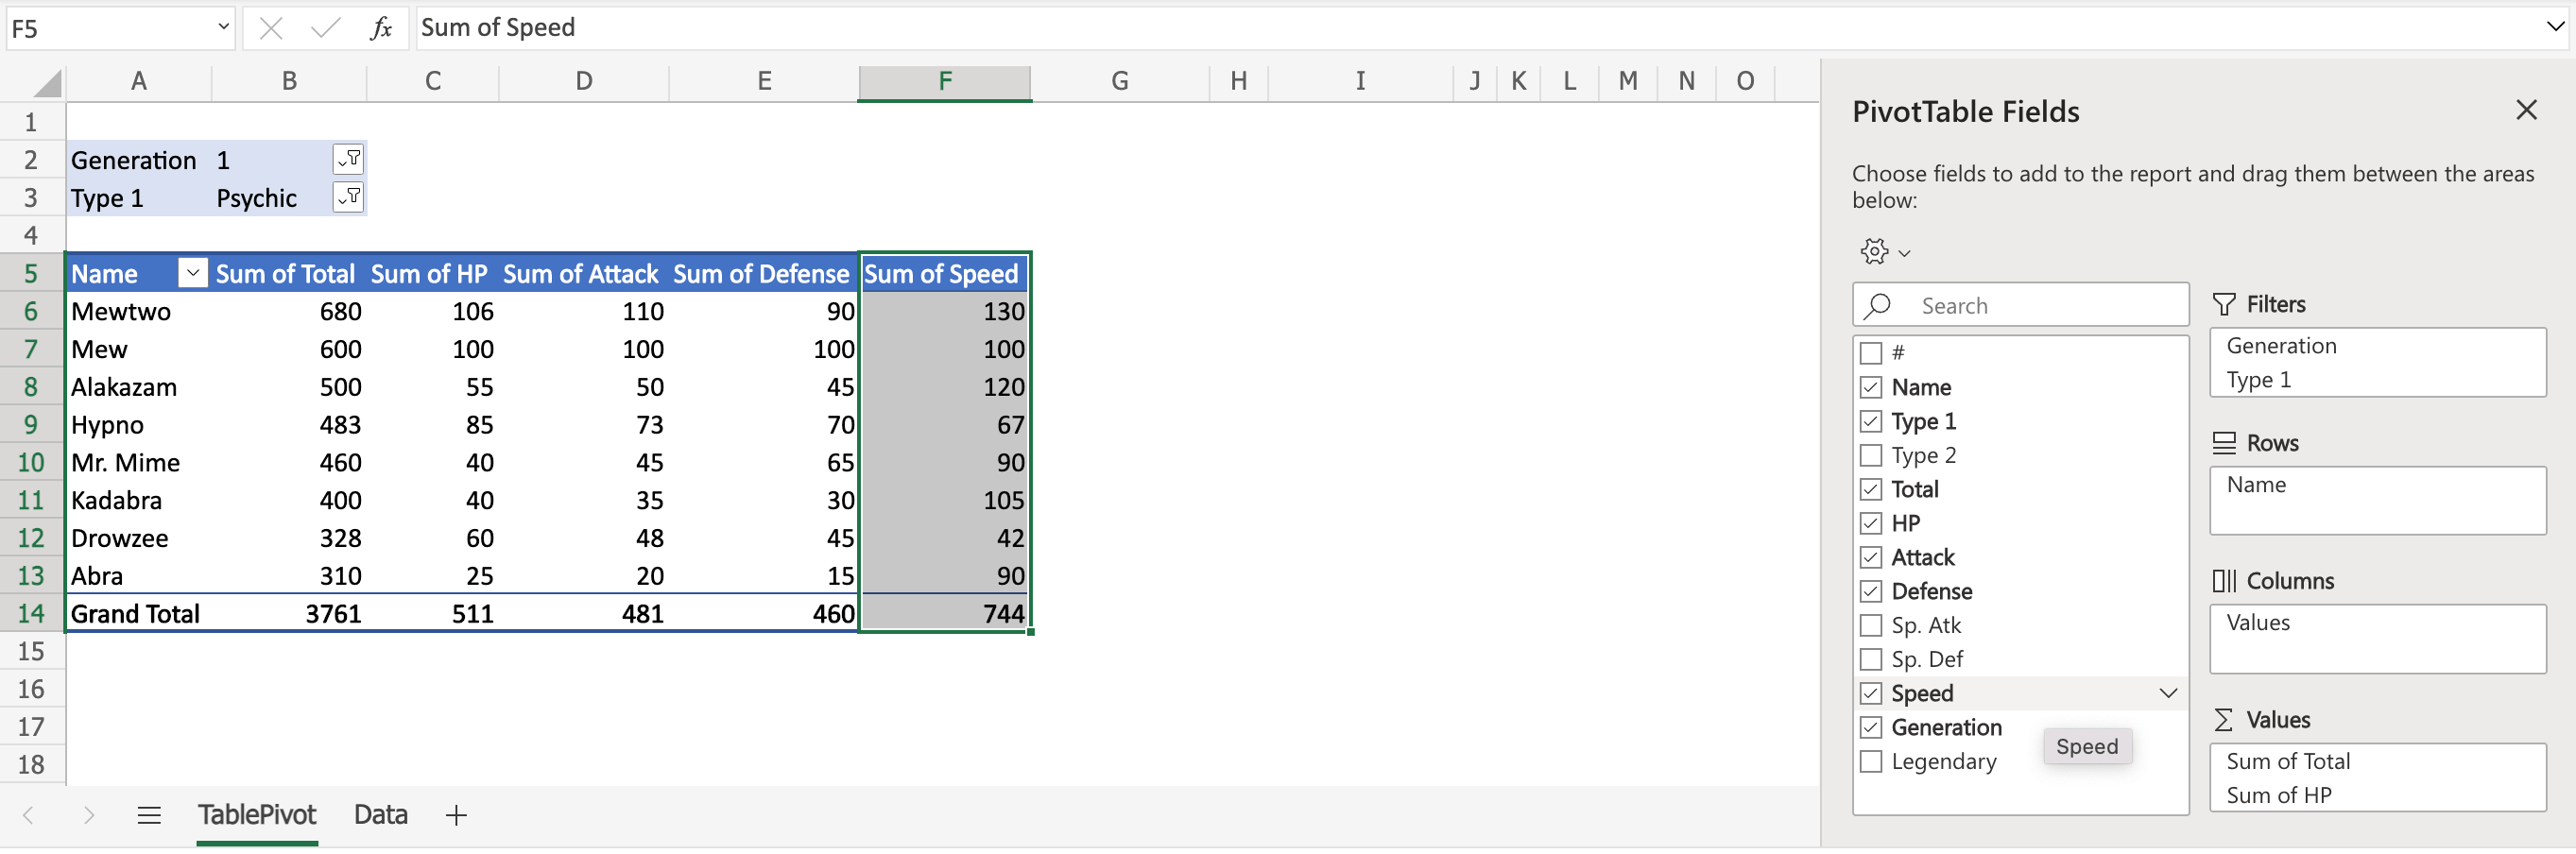 F5 fx Sum of Speed
A B C D E F G H I J K L M N O
1
2 Generation 1
3 Type 1 Psychic
4
5 Name Sum of Total Sum of HP Sum of Attack Sum of Defense Sum of Speed
6 Mewtwo 680 106 110 90 130
7 Mew 600 100 100 100 100
8 Alakazam 500 55 50 45 120
9 Hypno 483 85 73 70 67
10 Mr. Mime 460 40 45 65 90
11 Kadabra 400 40 35 30 105
12 Drowzee 328 60 48 45 42
13 Abra 310 25 20 15 90
14 Grand Total 3761 511 481 460 744
15
16
17
18
TablePivot Data +
PivotTable Fields
Choose fields to add to the report and drag them between the areas
below:
Search
#
Name
Type 1
Type 2
Total
HP
Attack
Defense
Sp. Atk
Sp. Def
Speed
Generation
Speed
Legendary
Filters
Generation
Type 1
Rows
Name
Columns
Values
Σ Values
Sum of Total
Sum of HP